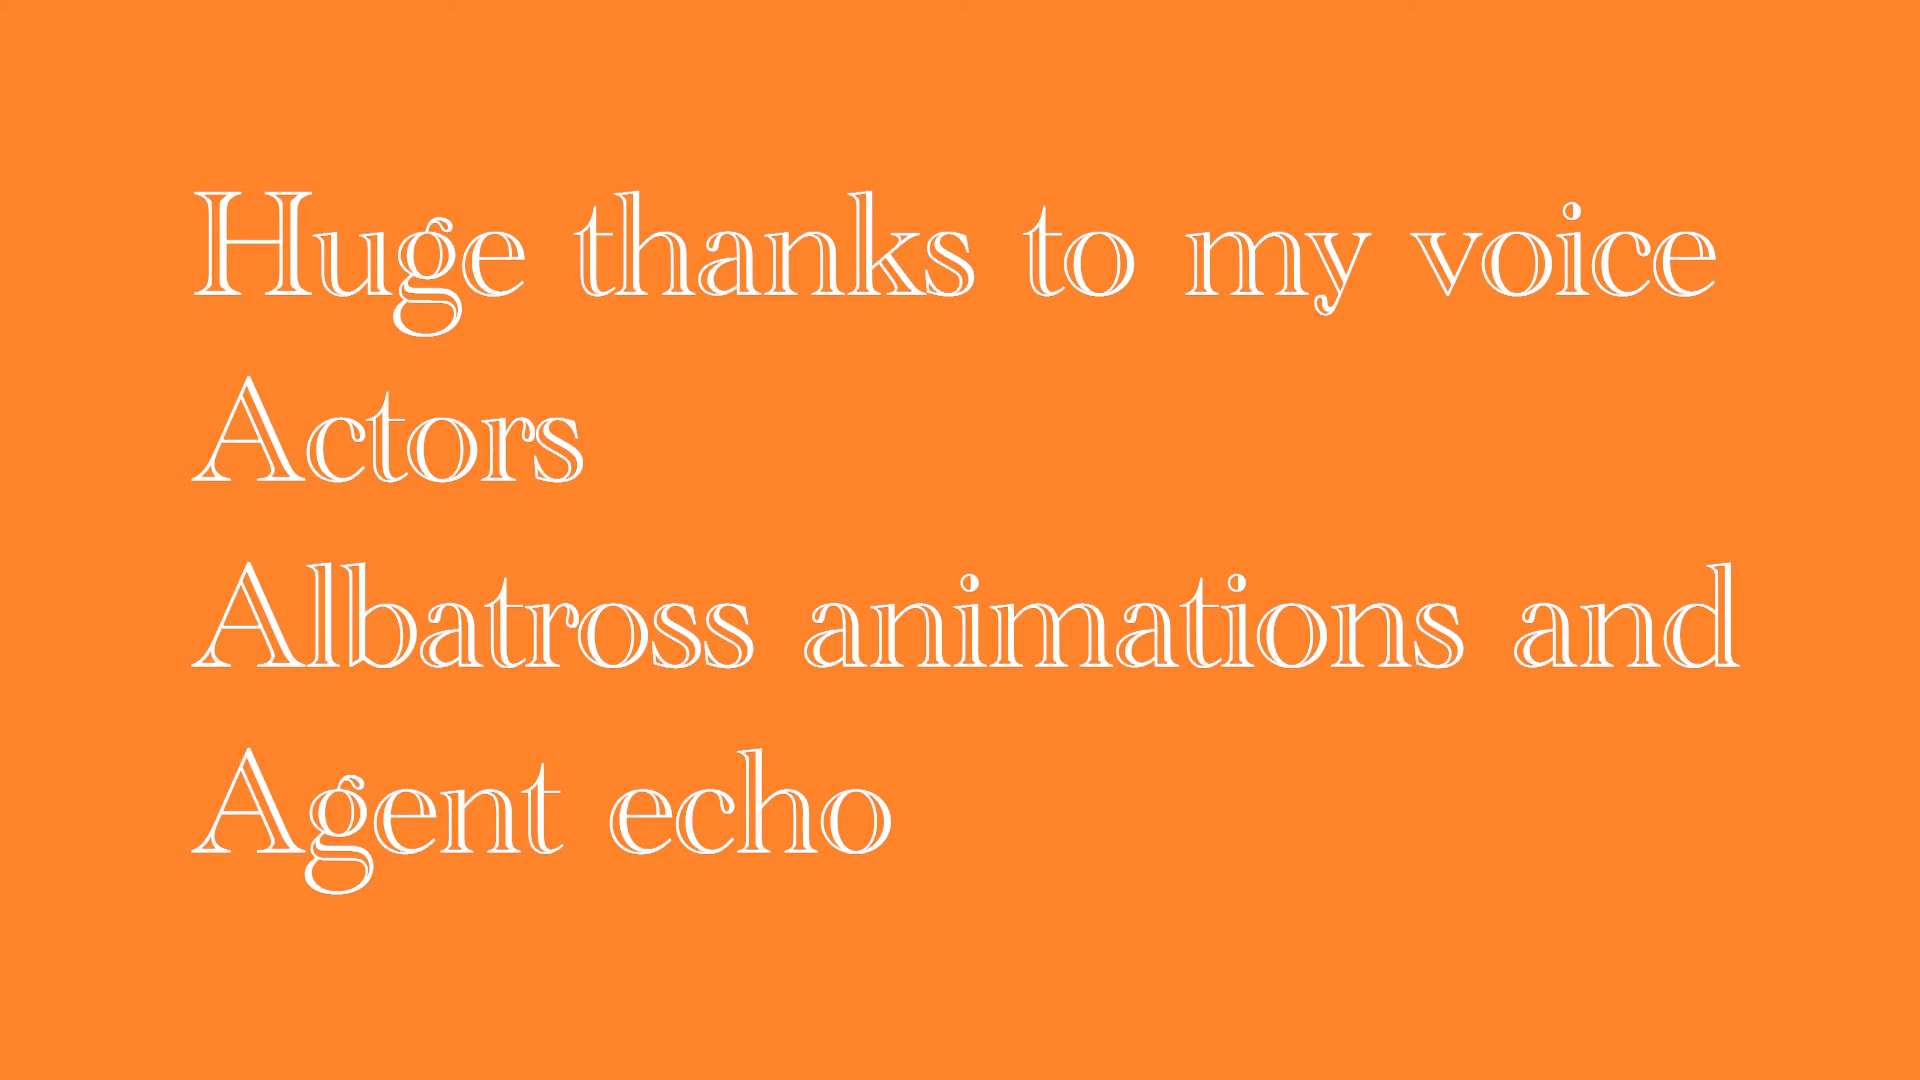 Huge thanks to my voice
Actors
Albatross animations and
Agent echo